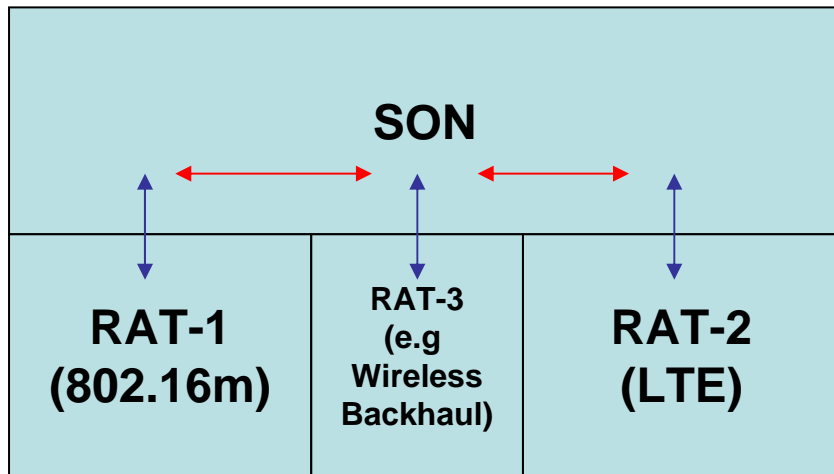 SON
RAT-1
(802.16m)
RAT-3
(e.g
Wireless
Backhaul)
RAT-2
(LTE)